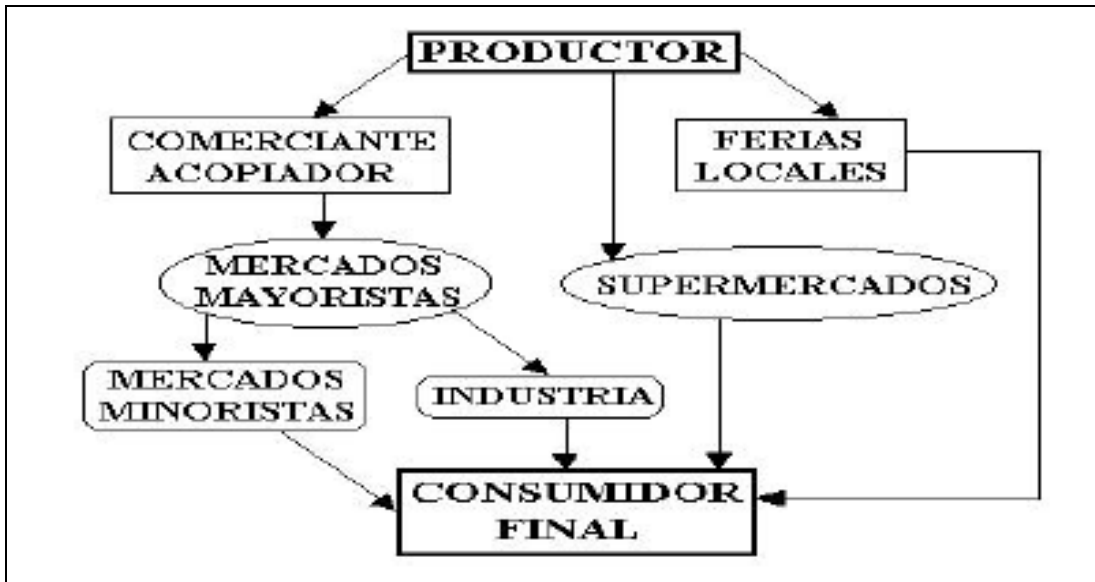 PRODUCTOR
COMERCIANTE
ACOPIADOR
FERIAS
LOCALES
MERCADOS
MAYORISTAS
SUPERMERCADOS
MERCADOS
MINORISTAS
INDUSTRIA
CONSUMIDOR
FINAL